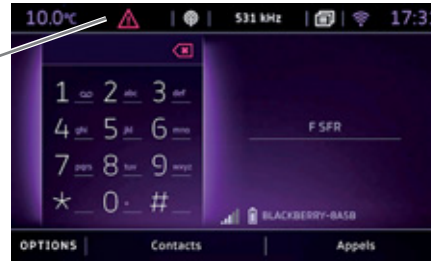 10.0°C 531 kHz 17:3
1 2 abc 3 def
4 ghi 5 jkl 6 mno
7 pqrs 8 tuv 9 wxyz
* 0 #
F SFR
BLACKBERRY-8A5B
OPTIONS Contacts Appels